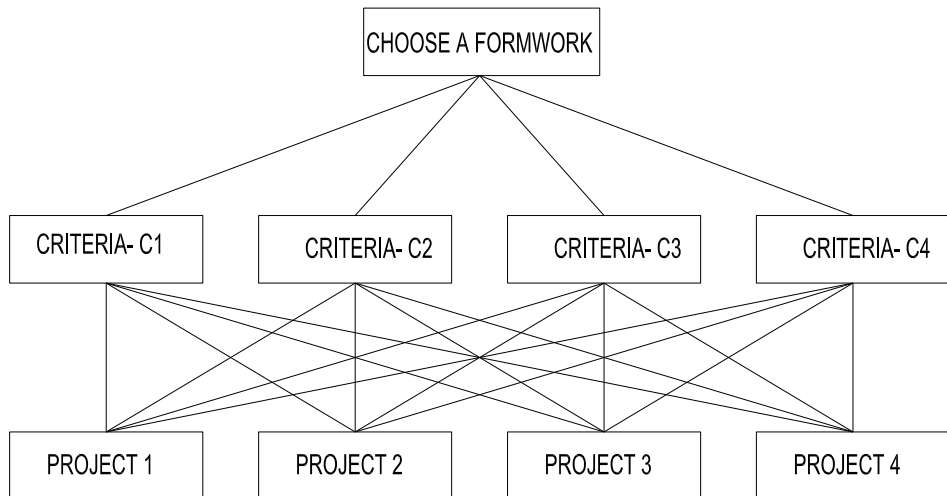 CHOOSE A FORMWORK
CRITERIA- C1
CRITERIA- C2
CRITERIA- C3
CRITERIA- C4
PROJECT 1
PROJECT 2
PROJECT 3
PROJECT 4